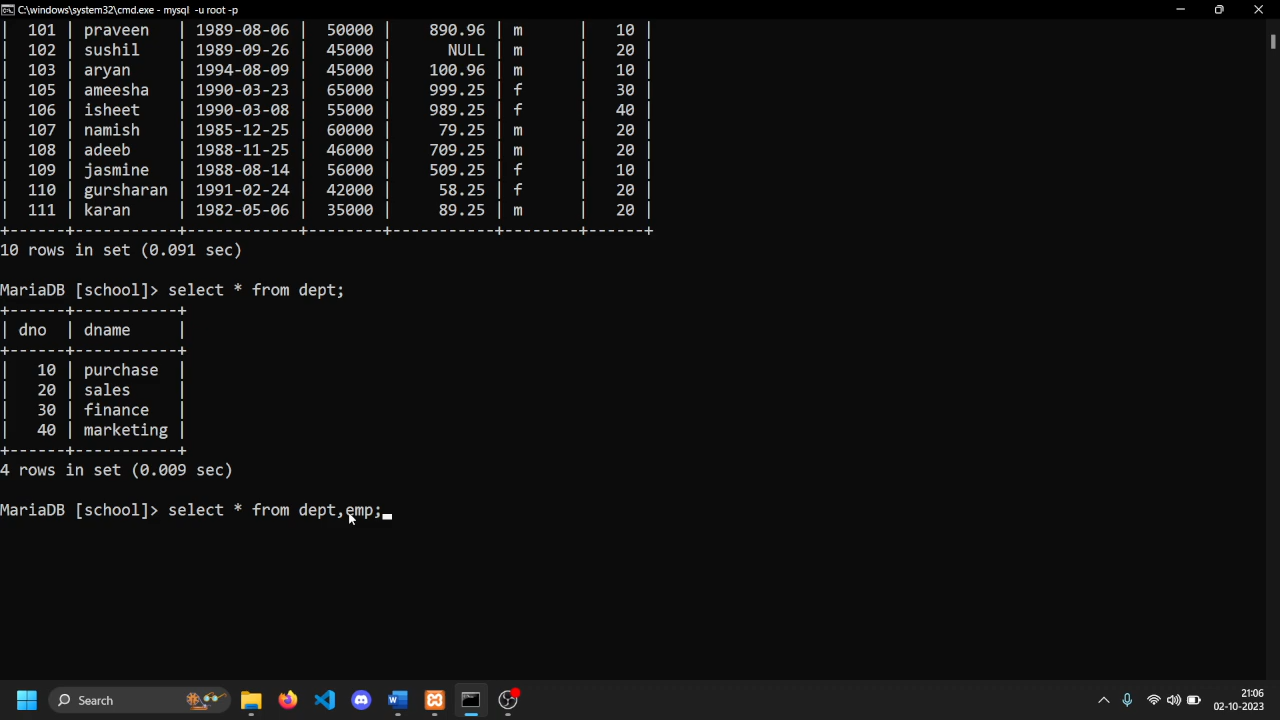 C:\windows\system32\cmd.exe - mysql  -u root -p
|  101 | praveen   | 1989-08-06 |  50000 |     890.96 | m      |   10 |
|  102 | sushil    | 1989-09-26 |  45000 |       NULL | m      |   20 |
|  103 | aryan     | 1994-08-09 |  45000 |     100.96 | m      |   10 |
|  105 | ameesha   | 1990-03-23 |  65000 |     999.25 | f      |   30 |
|  106 | isheet    | 1990-03-08 |  55000 |     989.25 | f      |   40 |
|  107 | namish    | 1985-12-25 |  60000 |      79.25 | m      |   20 |
|  108 | adeeb     | 1988-11-25 |  46000 |     709.25 | m      |   20 |
|  109 | jasmine   | 1988-08-14 |  56000 |     509.25 | f      |   10 |
|  110 | gursharan | 1991-02-24 |  42000 |      58.25 | f      |   20 |
|  111 | karan     | 1982-05-06 |  35000 |      89.25 | m      |   20 |
+------+-----------+------------+--------+-----------+--------+------+
10 rows in set (0.091 sec)
MariaDB [school]> select * from dept;
+------+-----------+
| dno  | dname     |
+------+-----------+
|   10 | purchase  |
|   20 | sales     |
|   30 | finance   |
|   40 | marketing |
+------+-----------+
4 rows in set (0.009 sec)
MariaDB [school]> select * from dept,emp;
Search
21:06
02-10-2023